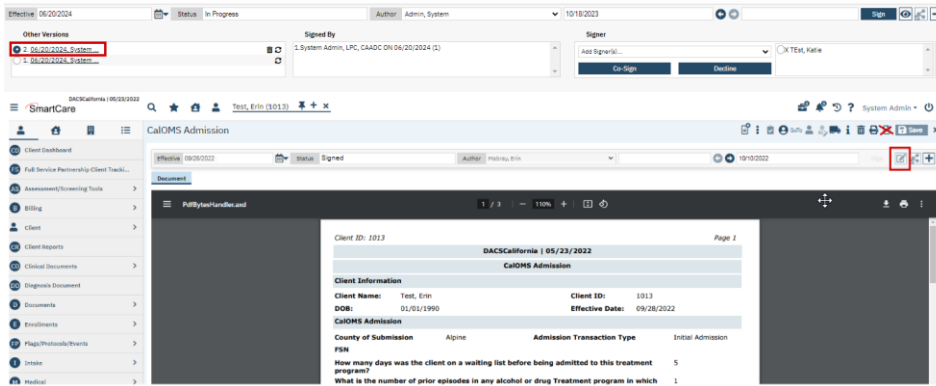 Effective 06/20/2024 Status In Progress Author Admin, System 10/18/2023 Sign
Other Versions Signed By Signer
2. 06/20/2024, System ...
1. 06/20/2024, System ...
1.System Admin, LPC, CAADC ON 06/20/2024 (1)
Add Signer(s)... X TEst, Katie
Co-Sign Decline
DACSCalifornia | 05/23/2022
SmartCare Test, Erin (1013) System Admin
CalOMS Admission Save
Client Dashboard
Full Service Partnership Client Tracki...
Assessment/Screening Tools
Billing
Client
Client Reports
Clinical Documents
Diagnosis Document
Documents
Enrollments
Flags/Protocols/Events
Intake
Medical
Effective 09/28/2022 Status Signed Author Mabray, Erin 10/10/2022
Document
PdfBytesHandler.axd 1 / 3 110%
Client ID: 1013 Page 1
DACSCalifornia | 05/23/2022
CalOMS Admission
Client Information
Client Name: Test, Erin Client ID: 1013
DOB: 01/01/1990 Effective Date: 09/28/2022
CalOMS Admission
County of Submission Alpine Admission Transaction Type Initial Admission
FSN
How many days was the client on a waiting list before being admitted to this treatment 5
program?
What is the number of prior episodes in any alcohol or drug Treatment program in which 1